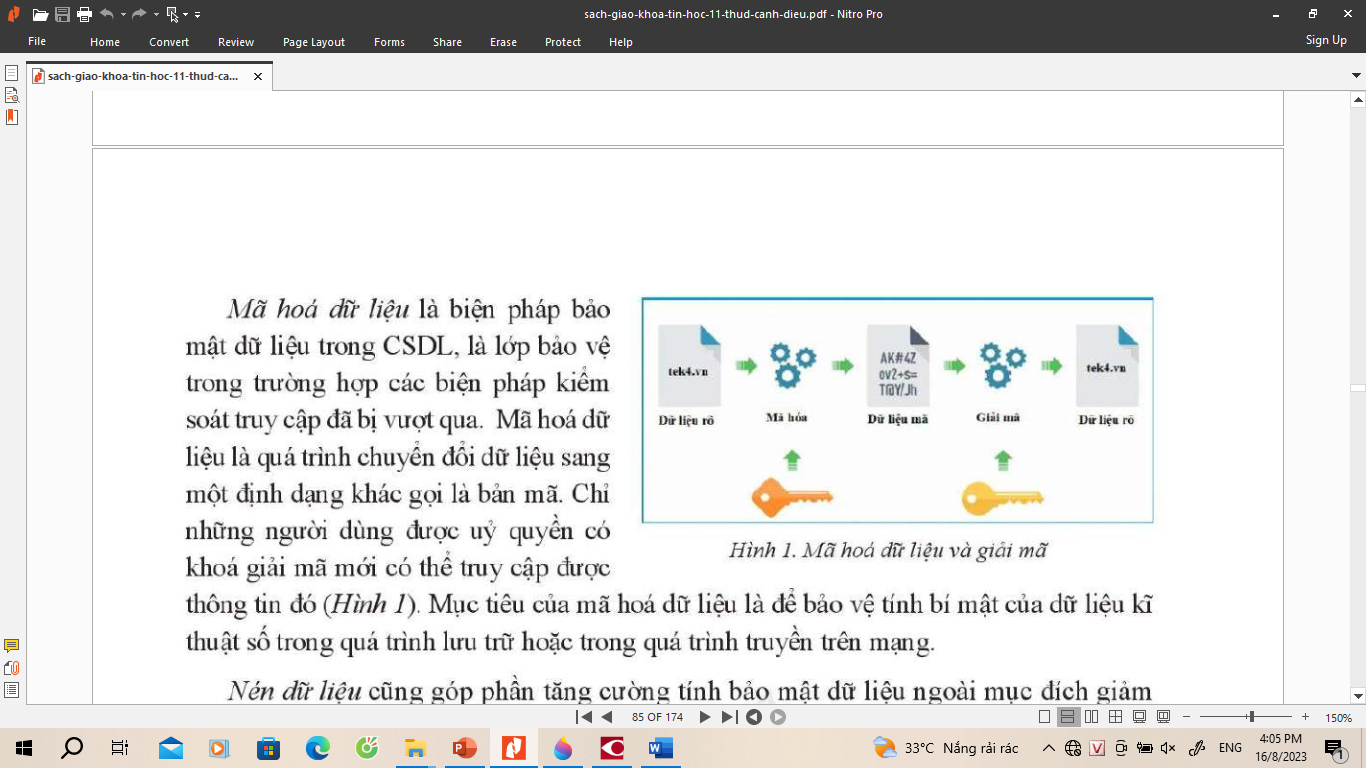 sach-giao-khoa-tin-hoc-11-thud-canh-dieu.pdf - Nitro Pro
File Home Convert Review Page Layout Forms Share Erase Protect Help Sign Up
sach-giao-khoa-tin-hoc-11-thud-ca...
Mã hoá dữ liệu là biện pháp bảo
mật dữ liệu trong CSDL, là lớp bảo vệ
trong trường hợp các biện pháp kiểm
soát truy cập đã bị vượt qua. Mã hoá dữ
liệu là quá trình chuyển đổi dữ liệu sang
một định dạng khác gọi là bản mã. Chỉ
những người dùng được uỷ quyền có
khoá giải mã mới có thể truy cập được
tek4.vn
AK#4Z
ov2+s=
T@Y/Jh
tek4.vn
Dữ liệu rõ Mã hóa Dữ liệu mã Giải mã Dữ liệu rõ
Hình 1. Mã hoá dữ liệu và giải mã
thông tin đó (Hình 1). Mục tiêu của mã hoá dữ liệu là để bảo vệ tính bí mật của dữ liệu kĩ
thuật số trong quá trình lưu trữ hoặc trong quá trình truyền trên mạng.
Nén dữ liệu cũng góp phần tăng cường tính bảo mật dữ liệu ngoài mục đích giảm
85 OF 174
150%
33°C Nắng rải rác
ENG
4:05 PM
16/8/2023
1